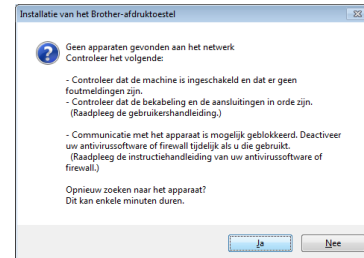 Installatie van het Brother-afdruktoestel
Geen apparaten gevonden aan het netwerk
Controleer het volgende:
- Controleer dat de machine is ingeschakeld en dat er geen
foutmeldingen zijn.
- Controleer dat de bekabeling en de aansluitingen in orde zijn.
(Raadpleeg de gebruikershandleiding.)
- Communicatie met het apparaat is mogelijk geblokkeerd. Deactiveer
uw antivirussoftware of firewall tijdelijk als u die gebruikt.
(Raadpleeg de instructiehandleiding van uw antivirussoftware of
firewall.)
Opnieuw zoeken naar het apparaat?
Dit kan enkele minuten duren.
Ja
Nee